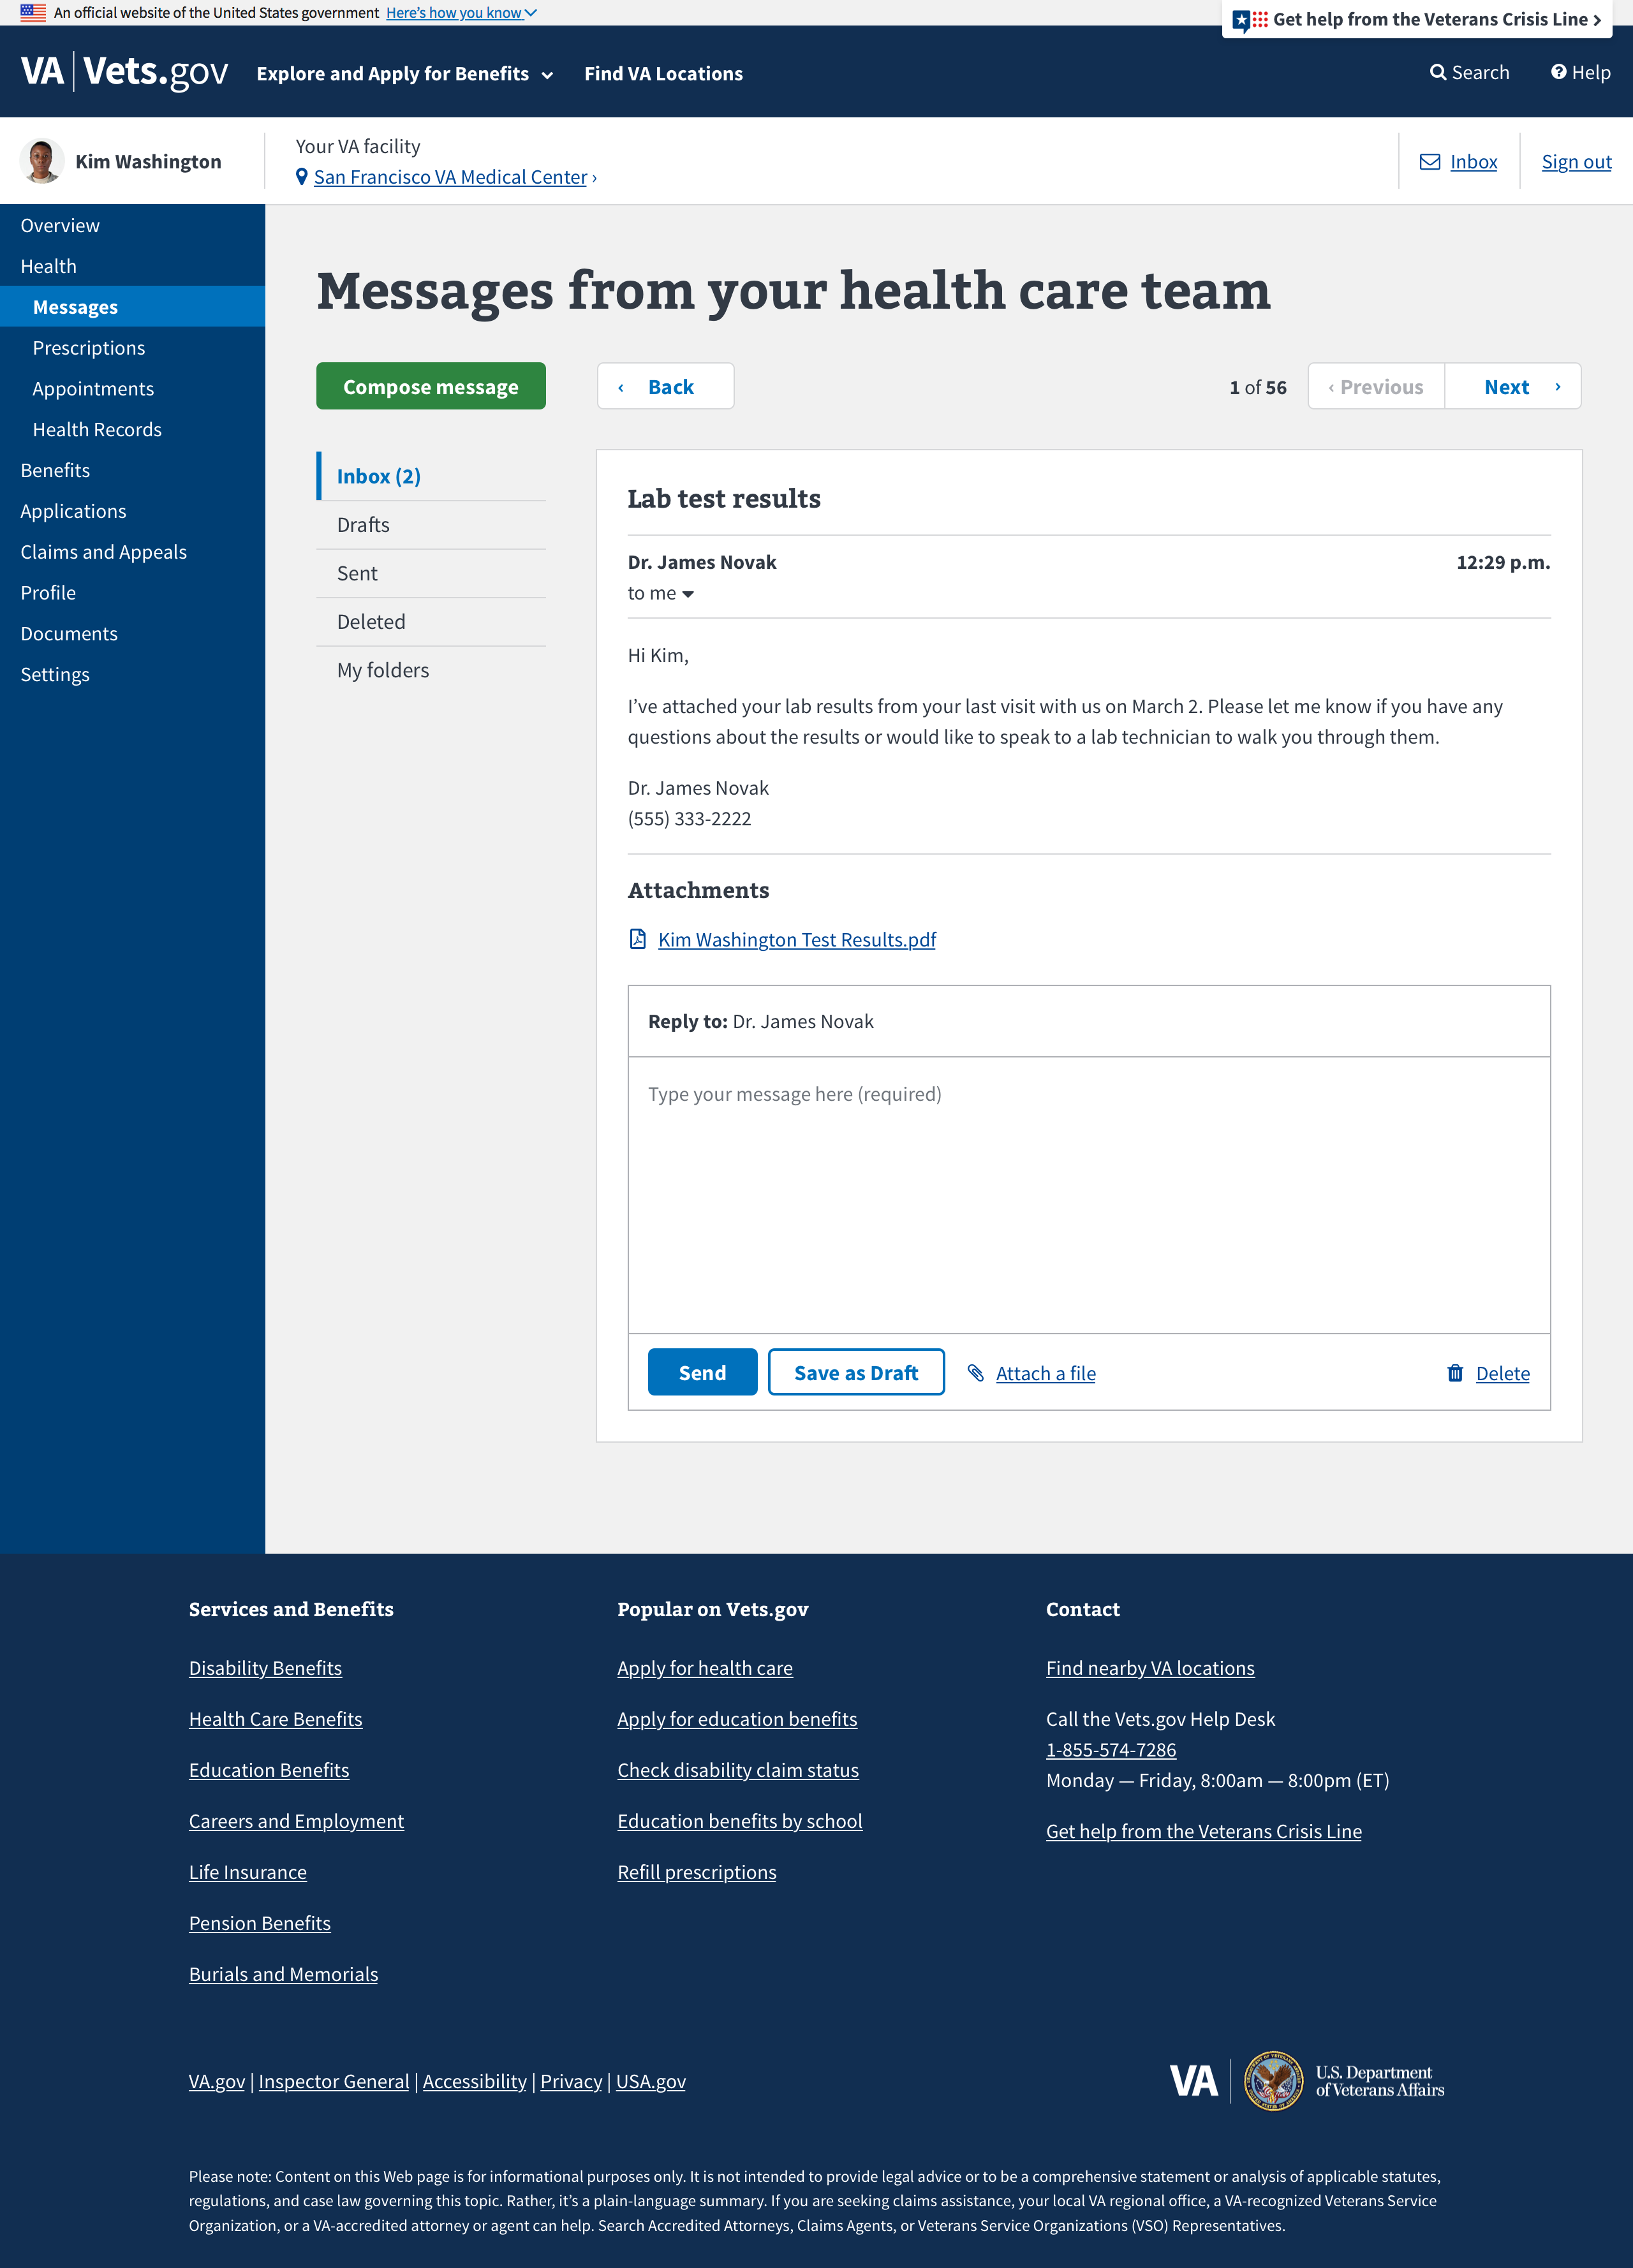 An official website of the United States government Here's how you know
Get help from the Veterans Crisis Line
VA Vets.gov Explore and Apply for Benefits Find VA Locations Search Help
Kim Washington
Your VA facility
San Francisco VA Medical Center ›
Inbox Sign out
Overview
Health
Messages
Prescriptions
Appointments
Health Records
Benefits
Applications
Claims and Appeals
Profile
Documents
Settings
Messages from your health care team
Compose message
‹ Back
1 of 56 ‹ Previous Next ›
Inbox (2)
Drafts
Sent
Deleted
My folders
Lab test results
Dr. James Novak 12:29 p.m.
to me
Hi Kim,
I’ve attached your lab results from your last visit with us on March 2. Please let me know if you have any
questions about the results or would like to speak to a lab technician to walk you through them.
Dr. James Novak
(555) 333-2222
Attachments
Kim Washington Test Results.pdf
Reply to: Dr. James Novak
Type your message here (required)
Send Save as Draft Attach a file Delete
Services and Benefits
Disability Benefits
Health Care Benefits
Education Benefits
Careers and Employment
Life Insurance
Pension Benefits
Burials and Memorials
Popular on Vets.gov
Apply for health care
Apply for education benefits
Check disability claim status
Education benefits by school
Refill prescriptions
Contact
Find nearby VA locations
Call the Vets.gov Help Desk
1-855-574-7286
Monday — Friday, 8:00am — 8:00pm (ET)
Get help from the Veterans Crisis Line
VA.gov | Inspector General | Accessibility | Privacy | USA.gov
VA
U.S. Department
of Veterans Affairs
Please note: Content on this Web page is for informational purposes only. It is not intended to provide legal advice or to be a comprehensive statement or analysis of applicable statutes,
regulations, and case law governing this topic. Rather, it’s a plain-language summary. If you are seeking claims assistance, your local VA regional office, a VA-recognized Veterans Service
Organization, or a VA-accredited attorney or agent can help. Search Accredited Attorneys, Claims Agents, or Veterans Service Organizations (VSO) Representatives.